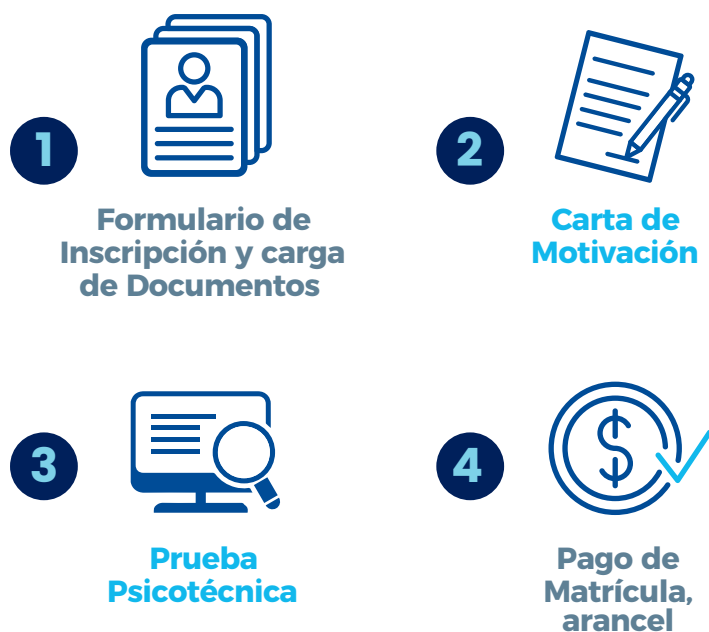 1
Formulario de
Inscripción y carga
de Documentos
2
Carta de
Motivación
3
Prueba
Psicotécnica
4
$
Pago de
Matrícula,
arancel